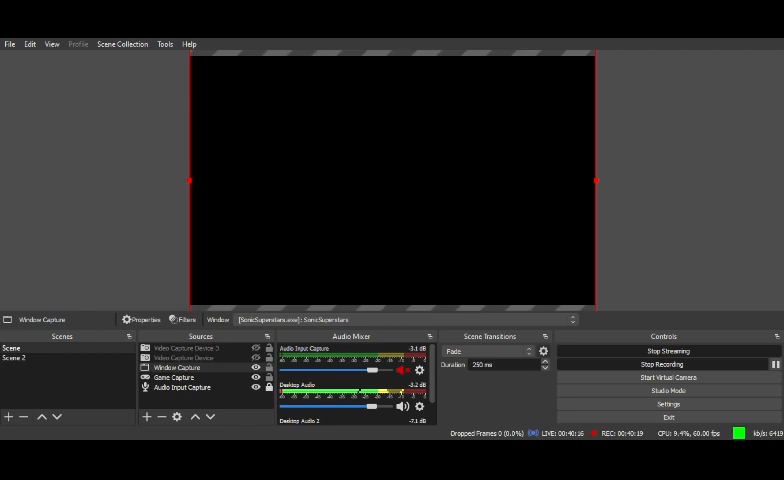 File Edit View Profile Scene Collection Tools Help
Window Capture Properties Filters Window [SonicSuperstars.exe]: SonicSuperstars
Scenes Sources Audio Mixer Scene Transitions Controls
Scene
Scene 2
Video Capture Device 3
Video Capture Device
Window Capture
Game Capture
Audio Input Capture
Audio Input Capture -3.1 dB
Desktop Audio -3.2 dB
Desktop Audio 2 -7.1 dB
Fade
Duration 250 ms
Stop Streaming
Stop Recording
Start Virtual Camera
Studio Mode
Settings
Exit
Dropped Frames 0 (0.0%) LIVE: 00:40:16 REC: 00:40:19 CPU: 9.4%, 60.00 fps kb/s: 6419